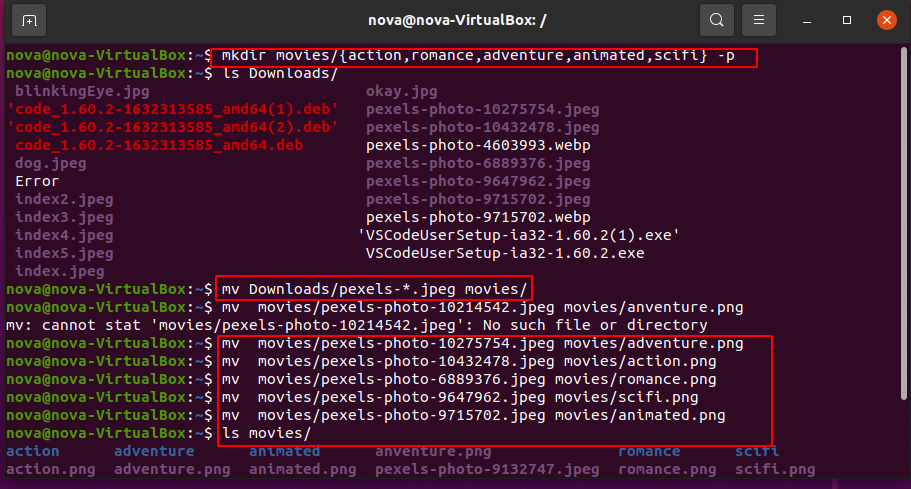 nova@nova-VirtualBox: /
nova@nova-VirtualBox:~$ mkdir movies/{action,romance,adventure,animated,scifi} -p
nova@nova-VirtualBox:~$ ls Downloads/
blinkingEye.jpg okay.jpg
'code_1.60.2-1632313585_amd64(1).deb' pexels-photo-10275754.jpeg
'code_1.60.2-1632313585_amd64(2).deb' pexels-photo-10432478.jpeg
code_1.60.2-1632313585_amd64.deb pexels-photo-4603993.webp
dog.jpeg pexels-photo-6889376.jpeg
Error pexels-photo-9647962.jpeg
index2.jpeg pexels-photo-9715702.jpeg
index3.jpeg pexels-photo-9715702.webp
index4.jpeg 'VSCodeUserSetup-ia32-1.60.2(1).exe'
index5.jpeg VSCodeUserSetup-ia32-1.60.2.exe
index.jpeg
nova@nova-VirtualBox:~$ mv Downloads/pexels-*.jpeg movies/
nova@nova-VirtualBox:~$ mv movies/pexels-photo-10214542.jpeg movies/anventure.png
mv: cannot stat 'movies/pexels-photo-10214542.jpeg': No such file or directory
nova@nova-VirtualBox:~$ mv movies/pexels-photo-10275754.jpeg movies/adventure.png
nova@nova-VirtualBox:~$ mv movies/pexels-photo-10432478.jpeg movies/action.png
nova@nova-VirtualBox:~$ mv movies/pexels-photo-6889376.jpeg movies/romance.png
nova@nova-VirtualBox:~$ mv movies/pexels-photo-9647962.jpeg movies/scifi.png
nova@nova-VirtualBox:~$ mv movies/pexels-photo-9715702.jpeg movies/animated.png
nova@nova-VirtualBox:~$ ls movies/
action adventure animated anventure.png romance scifi
action.png adventure.png animated.png pexels-photo-9132747.jpeg romance.png scifi.png